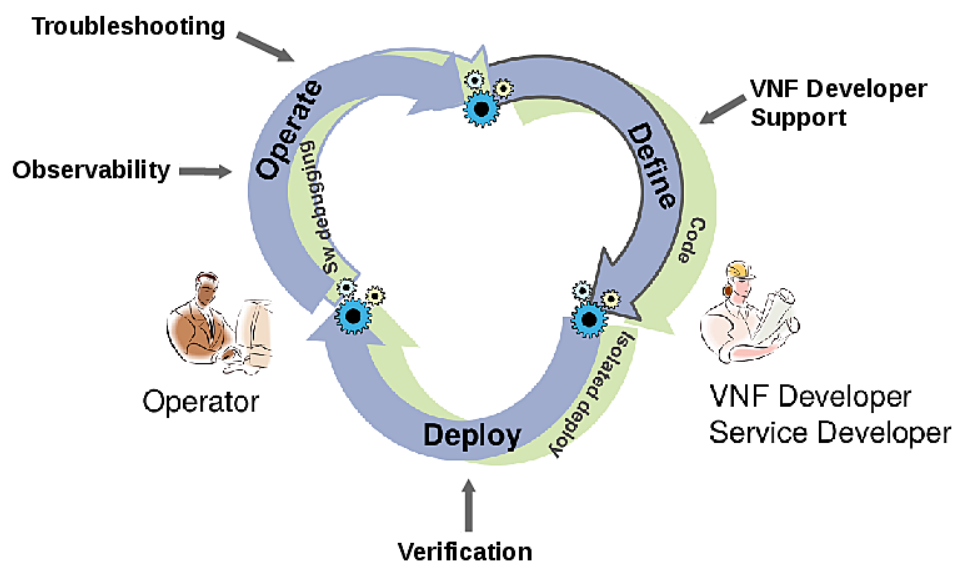 Troubleshooting
VNF Developer
Support
Operate
Define
Observability
Sw debugging
Code
Isolated deploy
Operator
VNF Developer
Service Developer
Deploy
Verification